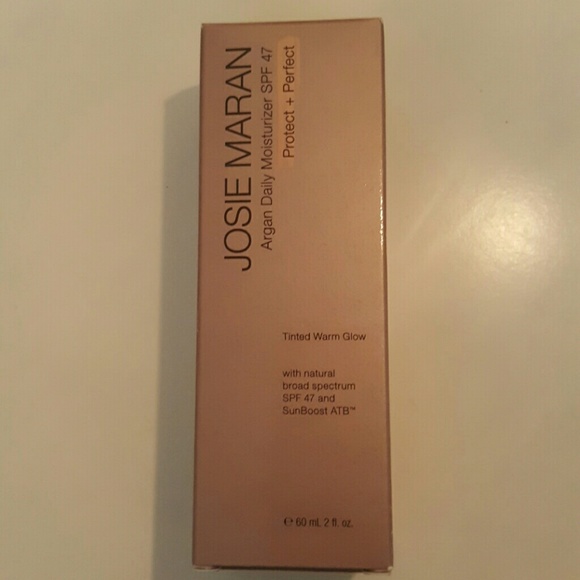 JOSIE MARAN
Argan Daily Moisturizer SPF 47
Protect + Perfect
Tinted Warm Glow
with natural
broad spectrum
SPF 47 and
SunBoost ATB™
℮ 60 mL 2 fl. oz.